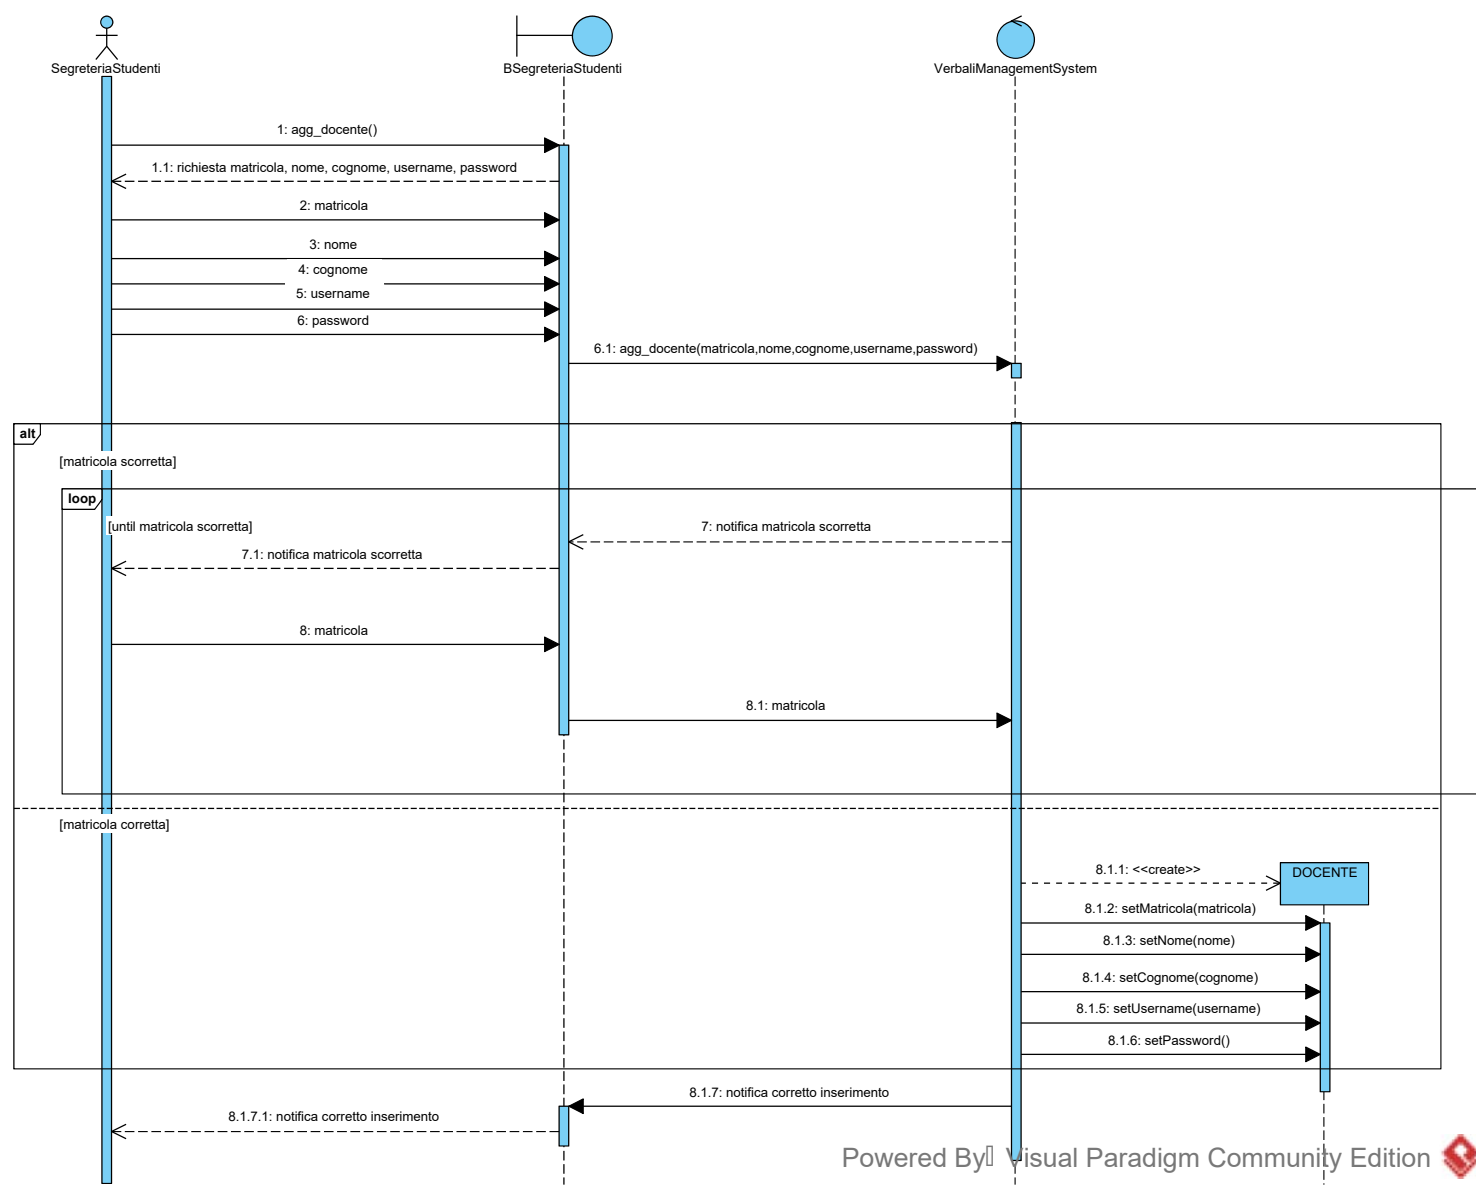 SegreteriaStudenti
BSegreteriaStudenti
VerbaliManagementSystem
1: agg_docente()
1.1: richiesta matricola, nome, cognome, username, password
2: matricola
3: nome
4: cognome
5: username
6: password
6.1: agg_docente(matricola,nome,cognome,username,password)
alt
[matricola scorretta]
loop
[until matricola scorretta]
7: notifica matricola scorretta
7.1: notifica matricola scorretta
8: matricola
8.1: matricola
[matricola corretta]
8.1.1: <<create>>
DOCENTE
8.1.2: setMatricola(matricola)
8.1.3: setNome(nome)
8.1.4: setCognome(cognome)
8.1.5: setUsername(username)
8.1.6: setPassword()
8.1.7: notifica corretto inserimento
8.1.7.1: notifica corretto inserimento
Powered By Visual Paradigm Community Edition